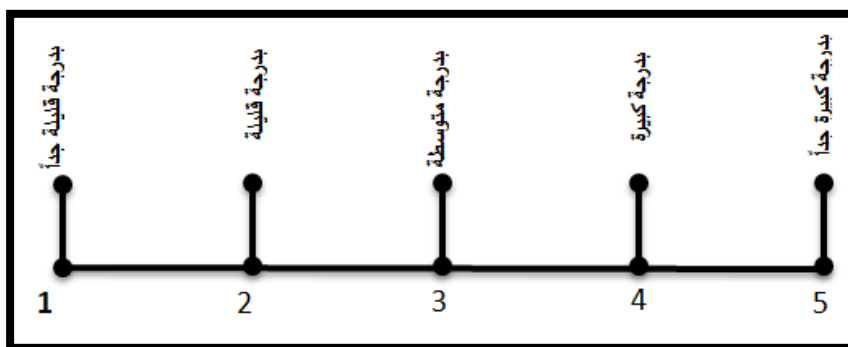 بدرجة قليلة جداً
بدرجة قليلة
بدرجة متوسطة
بدرجة كبيرة
بدرجة كبيرة جداً
1
2
3
4
5